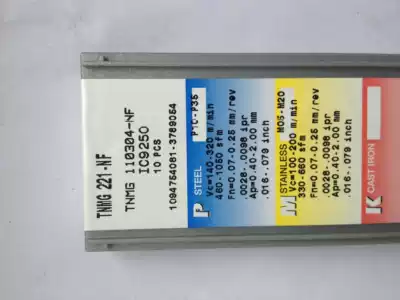 TNMG 221-NF
TNMG 110304-NF
IC9250
10 PCS
1094754081-3789054
P STEEL P10-P35
Vc=140-320 m/min
460-1050 sfm
Fn=0.07-0.25 mm/rev
.0028-.0098 ipr
Ap=0.40-2.00 mm
.016-.079 inch
M STAINLESS M05-M20
Vc=100-200 m/min
330-660 sfm
Fn=0.07-0.25 mm/rev
.0028-.0098 ipr
Ap=0.40-2.00 mm
.016-.079 inch
K CAST IRON